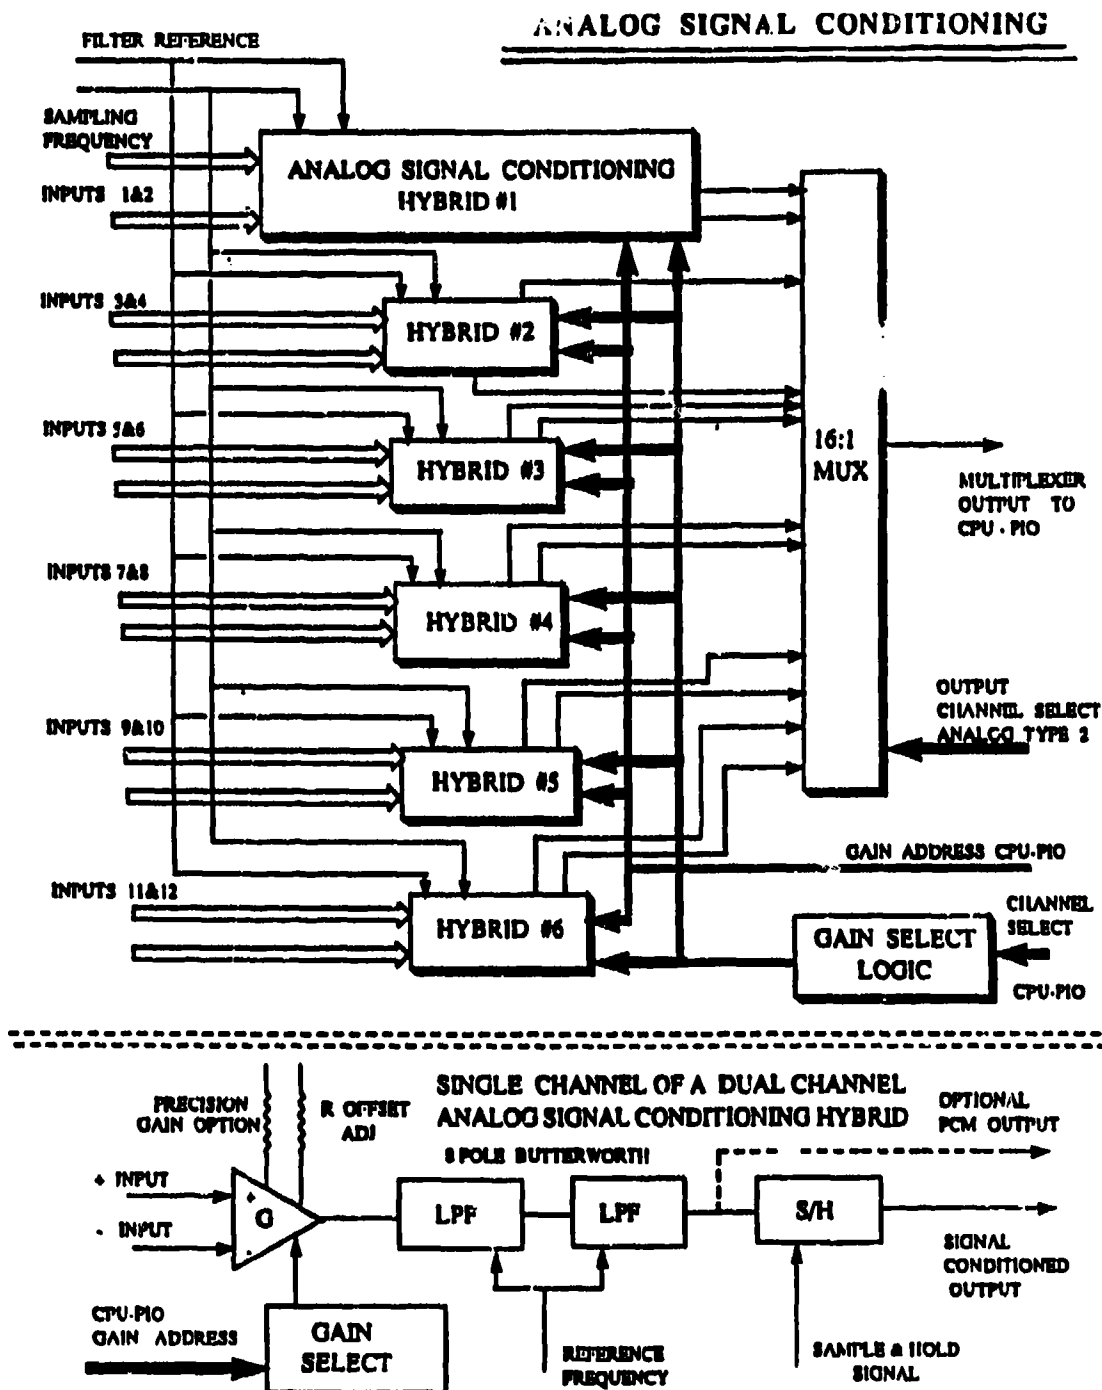 ANALOG SIGNAL CONDITIONING
FILTER REFERENCE
SAMPLING
FREQUENCY
INPUTS 1&2
ANALOG SIGNAL CONDITIONING
HYBRID #1
INPUTS 3&4
HYBRID #2
INPUTS 5&6
HYBRID #3
16:1
MUX
MULTIPLEXER
OUTPUT TO
CPU-PIO
INPUTS 7&8
HYBRID #4
OUTPUT
CHANNEL SELECT
ANALOG TYPE 2
INPUTS 9&10
HYBRID #5
GAIN ADDRESS CPU-PIO
INPUTS 11&12
HYBRID #6
GAIN SELECT
LOGIC
CHANNEL
SELECT
CPU-PIO
SINGLE CHANNEL OF A DUAL CHANNEL
ANALOG SIGNAL CONDITIONING HYBRID
PRECISION
GAIN OPTION
R OFFSET
ADJ
OPTIONAL
PCM OUTPUT
8 POLE BUTTERWORTH
+ INPUT
- INPUT
+
G
-
LPF
LPF
S/H
SIGNAL
CONDITIONED
OUTPUT
CPU-PIO
GAIN ADDRESS
GAIN
SELECT
REFERENCE
FREQUENCY
SAMPLE & HOLD
SIGNAL